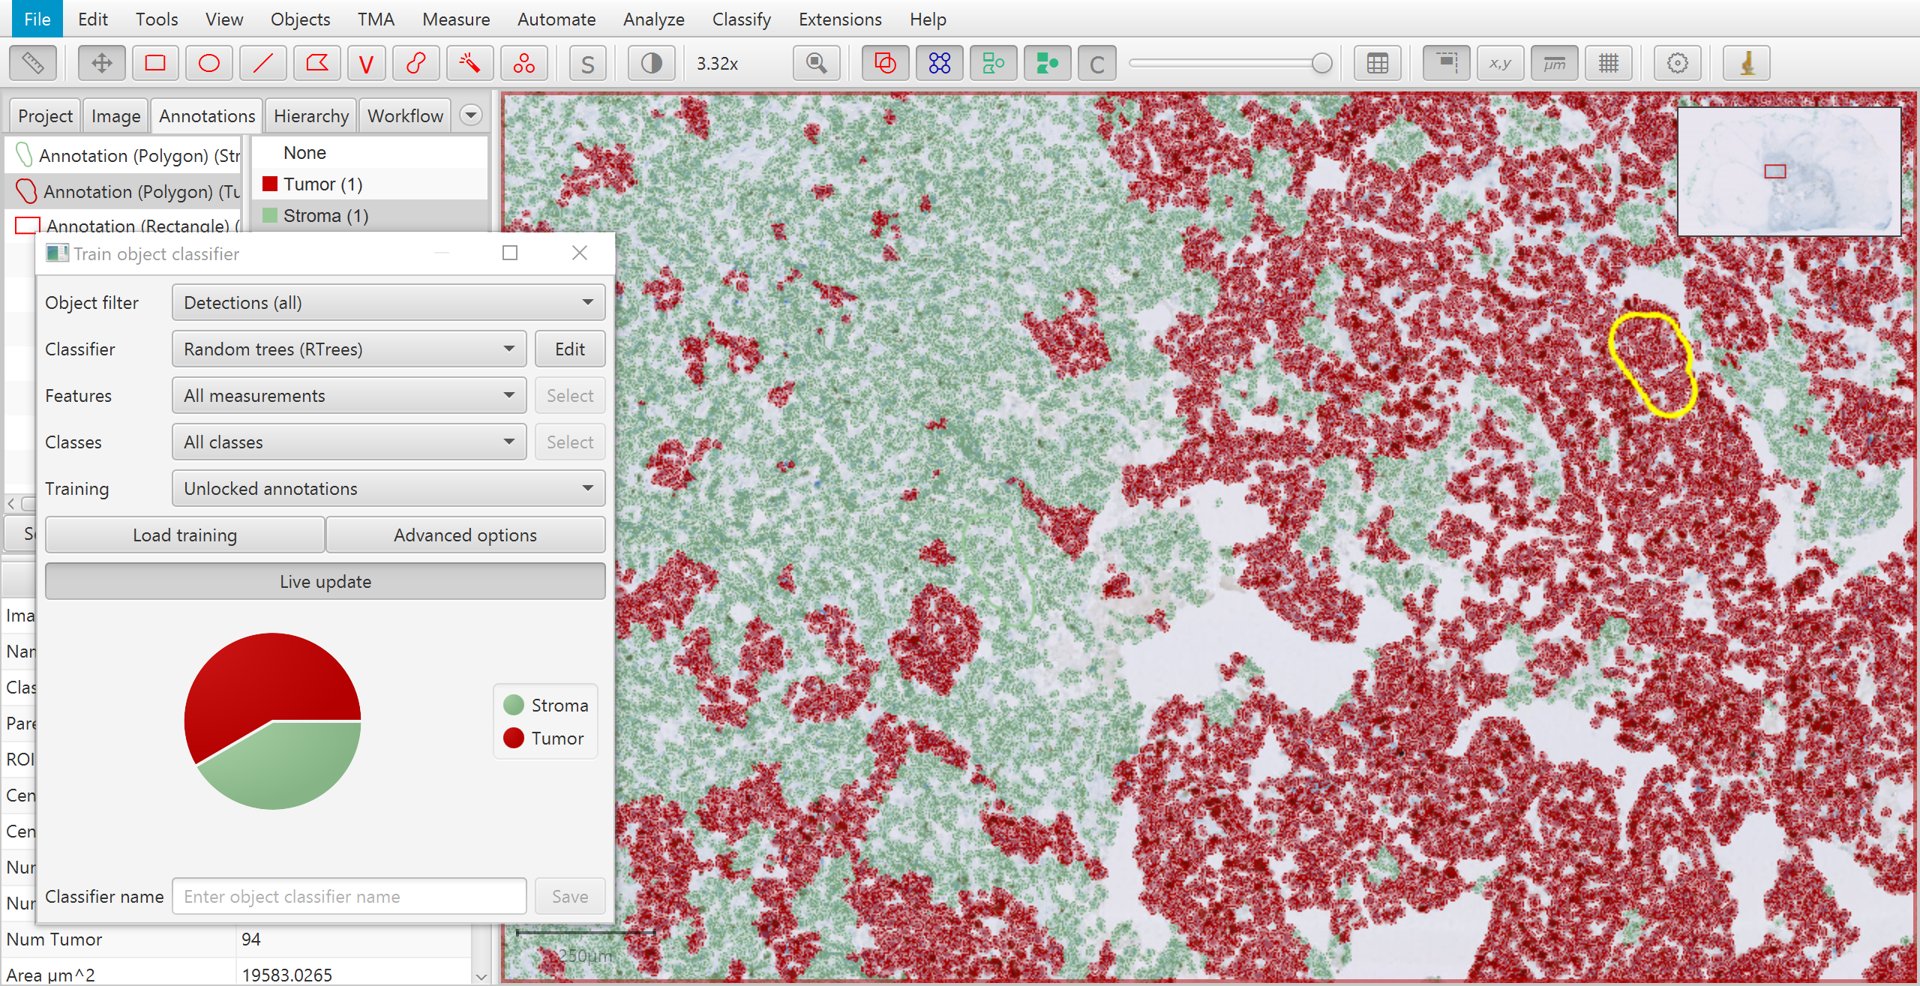 File Edit Tools View Objects TMA Measure Automate Analyze Classify Extensions Help
S 3.32x C x,y µm
Project Image Annotations Hierarchy Workflow
Annotation (Polygon) (Str
Annotation (Polygon) (Tu
Annotation (Rectangle) (
None
Tumor (1)
Stroma (1)
Train object classifier
Object filter Detections (all)
Classifier Random trees (RTrees) Edit
Features All measurements Select
Classes All classes Select
Training Unlocked annotations
Load training Advanced options
Live update
Stroma
Tumor
Classifier name Enter object classifier name Save
Se
Ima
Nam
Clas
Pare
ROI
Cen
Cen
Nur
Nur
Num Tumor 94
Area µm^2 19583.0265
250µm